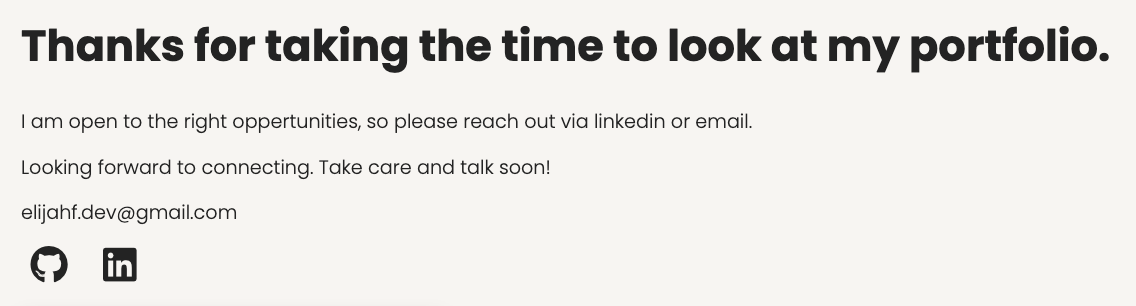 Thanks for taking the time to look at my portfolio.
I am open to the right oppertunities, so please reach out via linkedin or email.
Looking forward to connecting. Take care and talk soon!
elijahf.dev@gmail.com
in